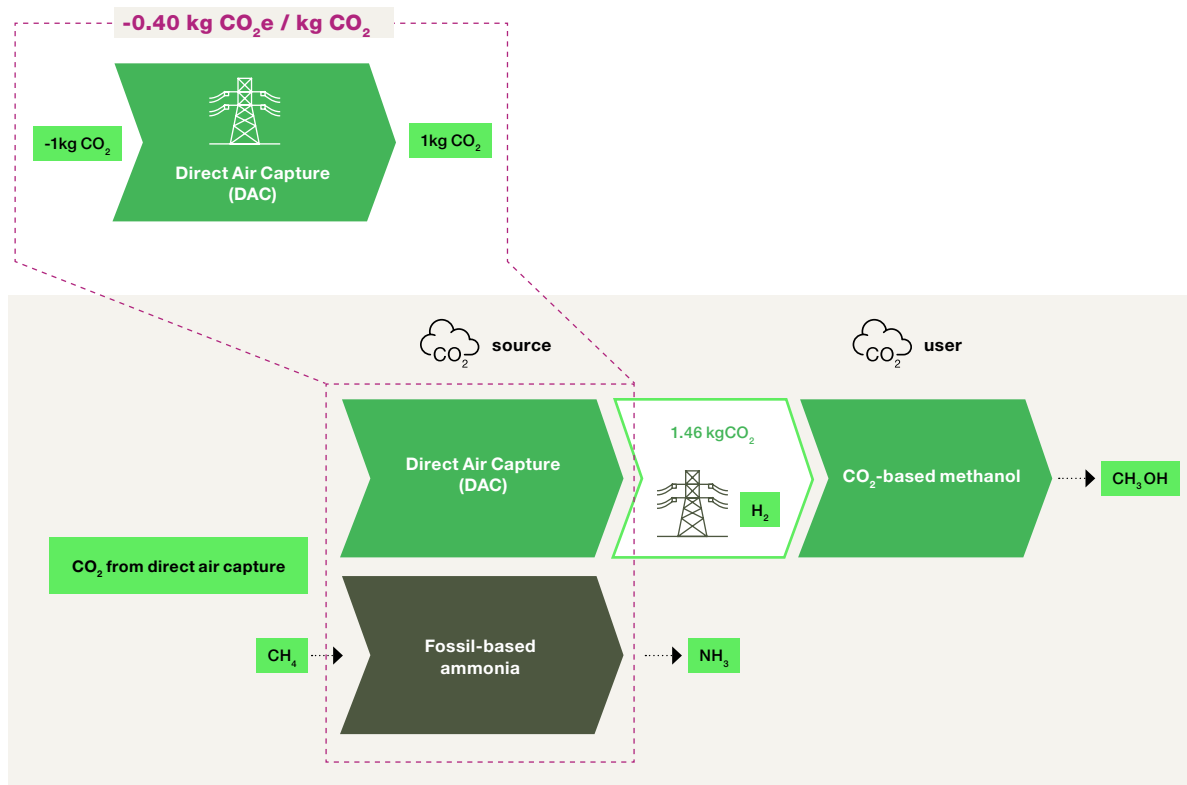 -0.40 kg CO₂e / kg CO₂
-1kg CO₂
Direct Air Capture
(DAC)
1kg CO₂
CO₂
source
CO₂
user
Direct Air Capture
(DAC)
1.46 kgCO₂
H₂
CO₂-based methanol
CH₃OH
CO₂ from direct air capture
CH₄
Fossil-based
ammonia
NH₃